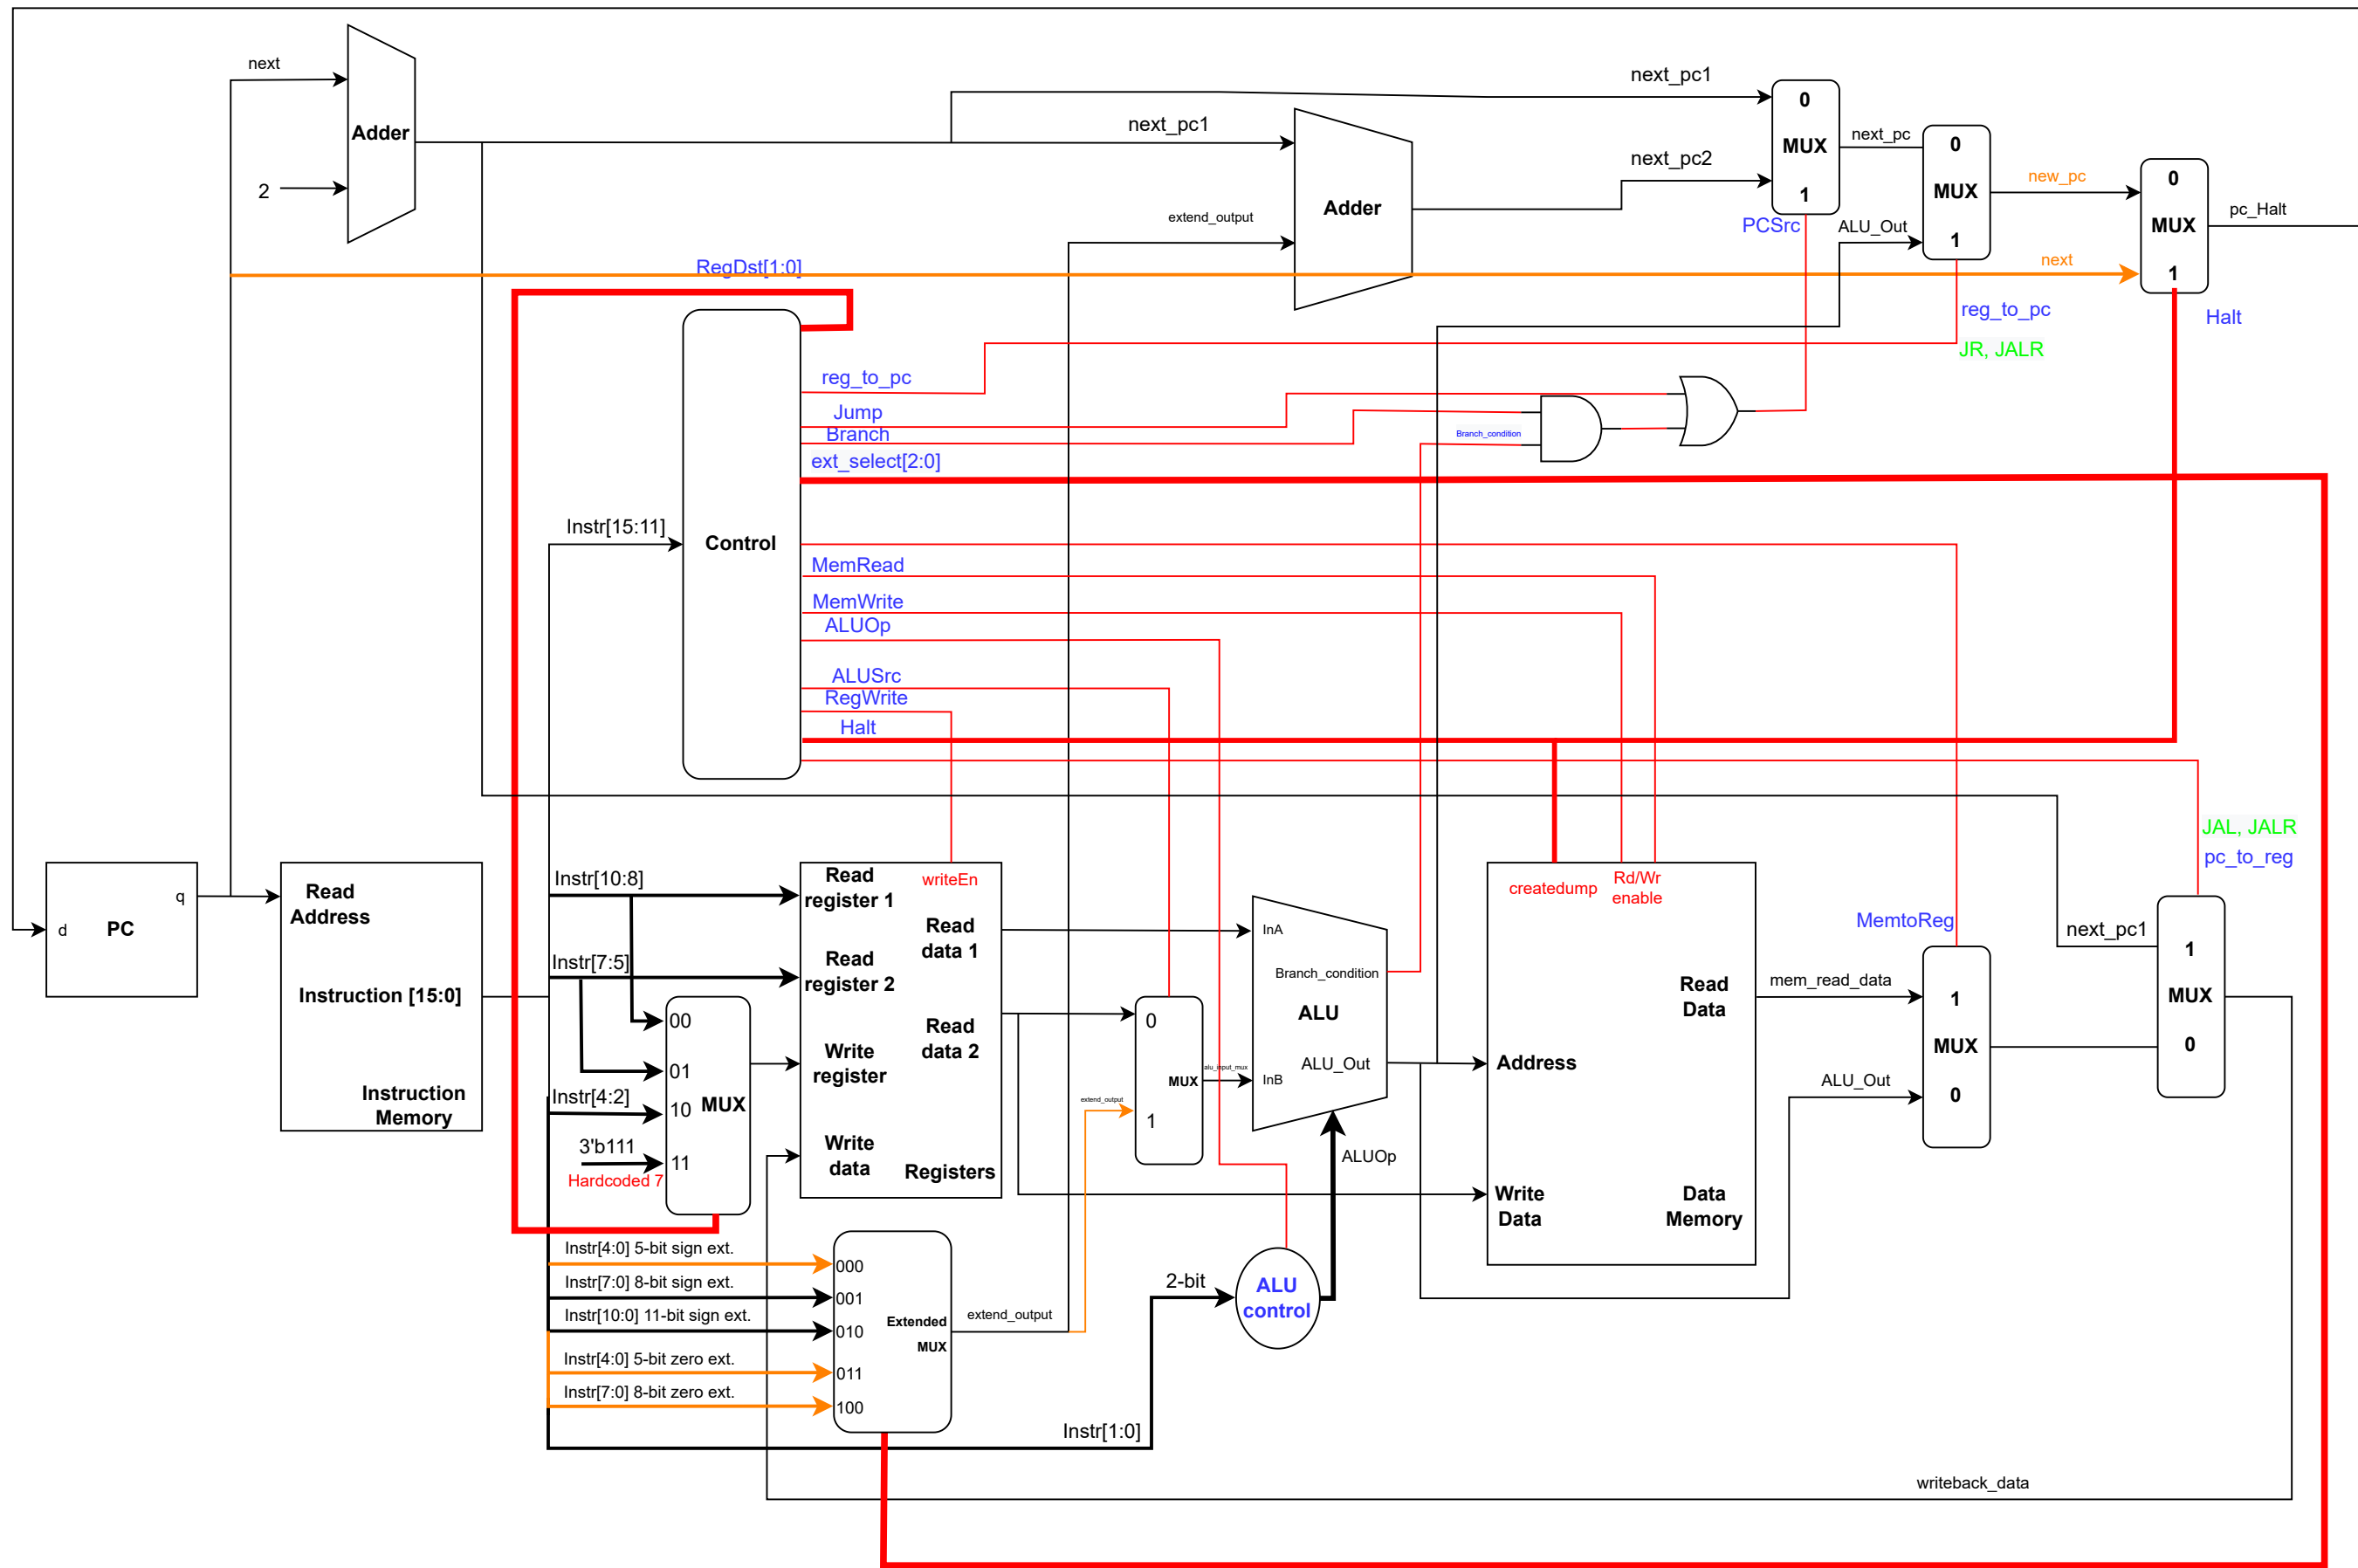 next
Adder
2
next_pc1
next_pc1
extend_output
Adder
next_pc2
0
MUX
1
PCSrc
next_pc
ALU_Out
0
MUX
1
new_pc
next
0
MUX
1
pc_Halt
reg_to_pc
JR, JALR
Halt
RegDst[1:0]
reg_to_pc
Jump
Branch
ext_select[2:0]
Branch_condition
Instr[15:11]
Control
MemRead
MemWrite
ALUOp
ALUSrc
RegWrite
Halt
d
q
PC
Read
Address
Instruction [15:0]
Instruction
Memory
Instr[10:8]
Instr[7:5]
Instr[4:2]
3'b111
Hardcoded 7
00
01
10
11
MUX
Read
register 1
writeEn
Read
data 1
Read
register 2
Read
data 2
Write
register
Write
data
Registers
0
MUX
1
alu_input_mux
extend_output
InA
Branch_condition
ALU
ALU_Out
InB
ALUOp
createdump
Rd/Wr
enable
Read
Data
Address
Write
Data
Data
Memory
MemtoReg
mem_read_data
ALU_Out
1
MUX
0
JAL, JALR
pc_to_reg
next_pc1
1
MUX
0
Instr[4:0] 5-bit sign ext.
Instr[7:0] 8-bit sign ext.
Instr[10:0] 11-bit sign ext.
Instr[4:0] 5-bit zero ext.
Instr[7:0] 8-bit zero ext.
000
001
010
011
100
Extended
MUX
extend_output
2-bit
ALU
control
Instr[1:0]
writeback_data